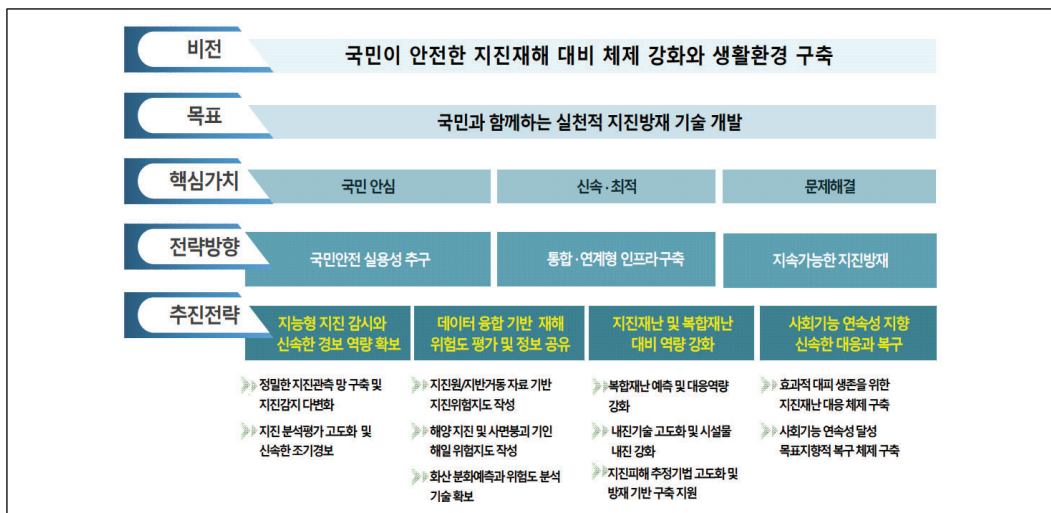 비전
국민이 안전한 지진재해 대비 체제 강화와 생활환경 구축
목표
국민과 함께하는 실천적 지진방재 기술 개발
핵심가치
국민 안심
신속·최적
문제해결
전략방향
국민안전 실용성 추구
통합·연계형 인프라 구축
지속가능한 지진방재
추진전략
지능형 지진 감시와
신속한 경보 역량 확보
데이터 융합 기반 재해
위험도 평가 및 정보 공유
지진재난 및 복합재난
대비 역량 강화
사회기능 연속성 지향
신속한 대응과 복구
정밀한 지진관측 망 구축 및
지진감지 다변화
지진 분석평가 고도화 및
신속한 조기경보
지진원/지반거동 자료 기반
지진위험지도 작성
해양 지진 및 사면붕괴 기인
해일 위험지도 작성
화산 분화예측과 위험도 분석
기술 확보
복합재난 예측 및 대응역량
강화
내진기술 고도화 및 시설물
내진 강화
지진피해 추정기법 고도화 및
방재 기반 구축 지원
효과적 대피 생존을 위한
지진재난 대응 체제 구축
사회기능 연속성 달성
목표지향적 복구 체제 구축